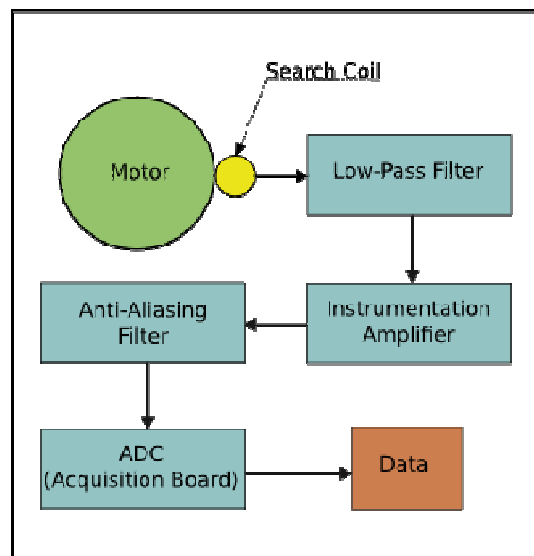 Search Coil
Motor
Low-Pass Filter
Anti-Aliasing
Filter
Instrumentation
Amplifier
ADC
(Acquisition Board)
Data